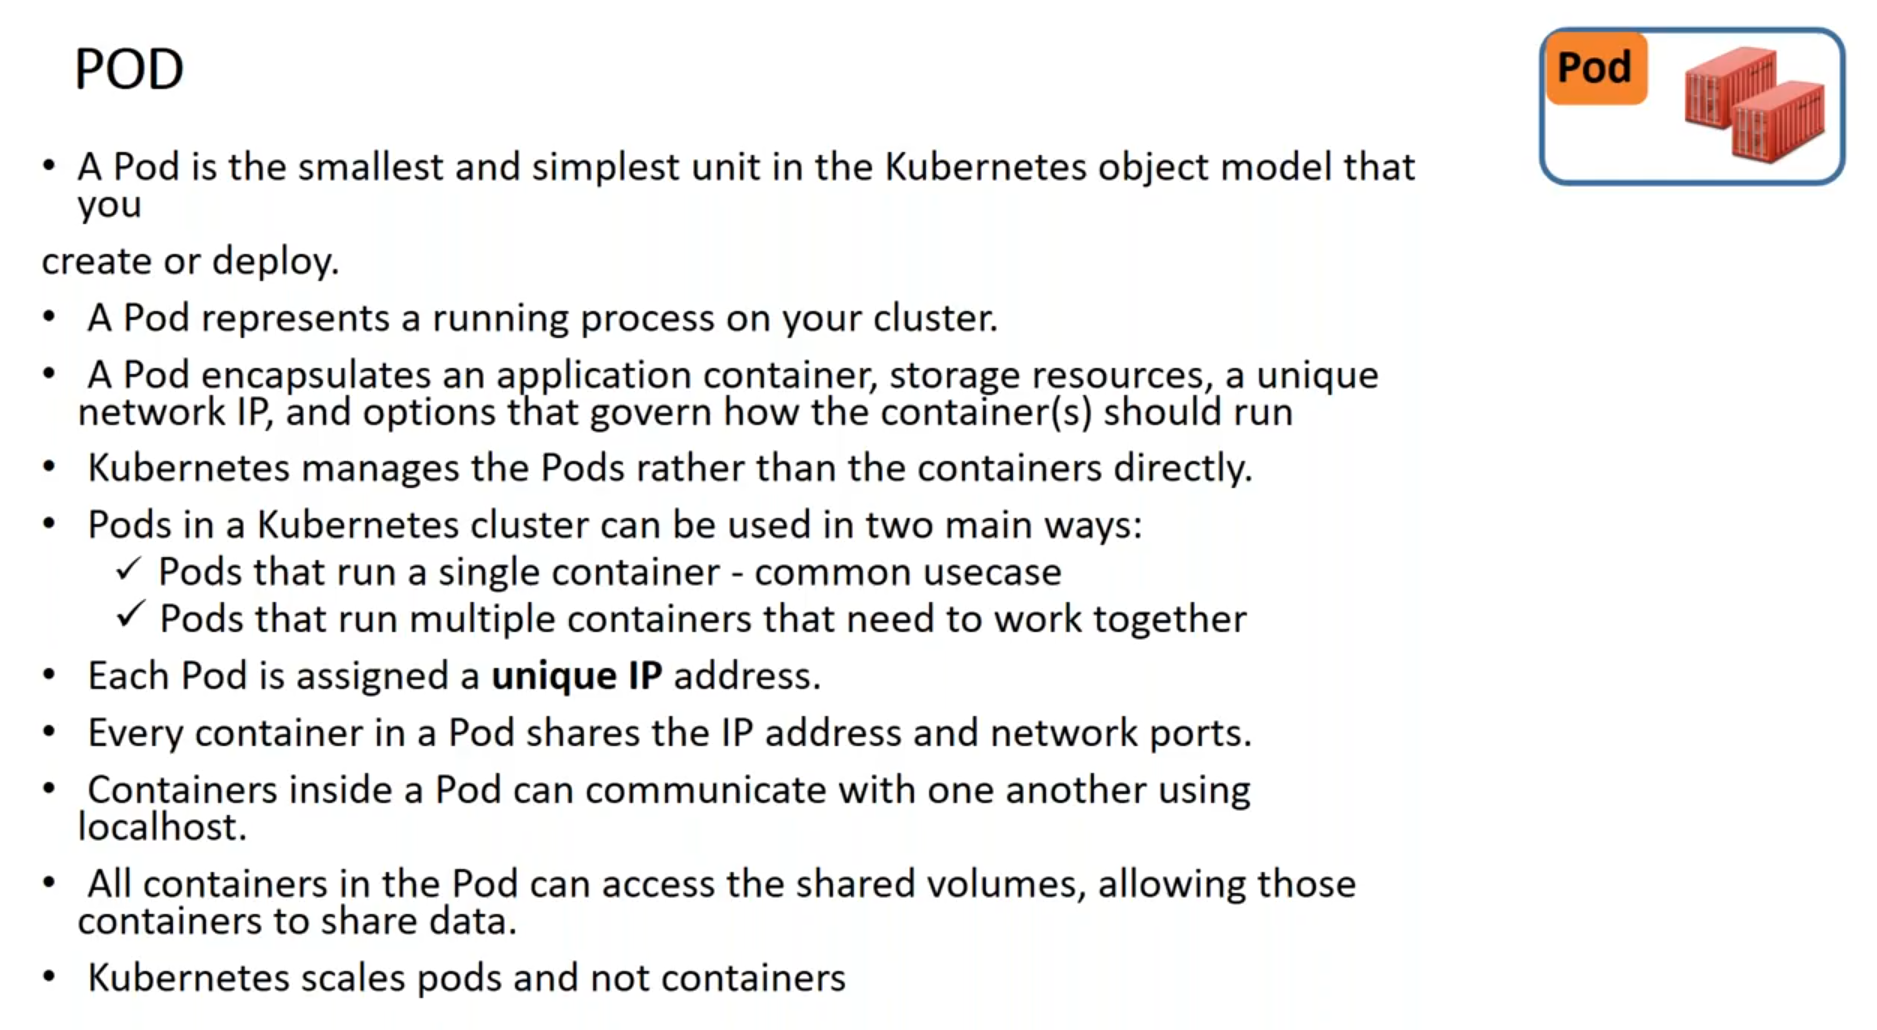 POD
Pod
• A Pod is the smallest and simplest unit in the Kubernetes object model that
you
create or deploy.
• A Pod represents a running process on your cluster.
• A Pod encapsulates an application container, storage resources, a unique
network IP, and options that govern how the container(s) should run
• Kubernetes manages the Pods rather than the containers directly.
• Pods in a Kubernetes cluster can be used in two main ways:
✓ Pods that run a single container - common usecase
✓ Pods that run multiple containers that need to work together
• Each Pod is assigned a unique IP address.
• Every container in a Pod shares the IP address and network ports.
• Containers inside a Pod can communicate with one another using
localhost.
• All containers in the Pod can access the shared volumes, allowing those
containers to share data.
• Kubernetes scales pods and not containers